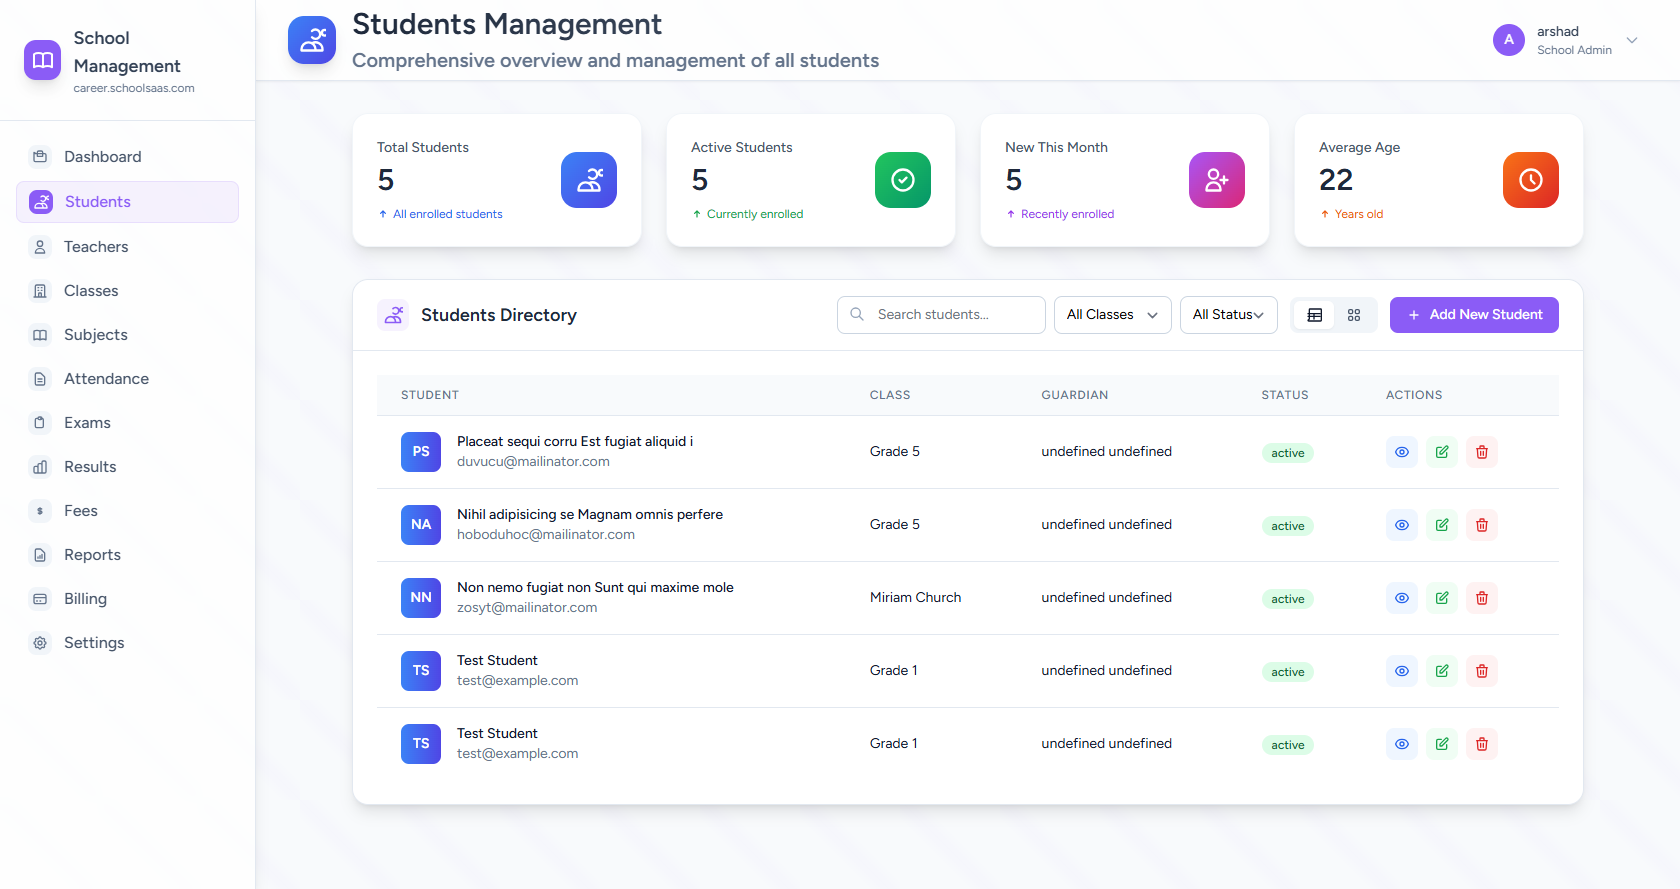 School
Management
career.schoolsaas.com
Dashboard
Students
Teachers
Classes
Subjects
Attendance
Exams
Results
Fees
Reports
Billing
Settings
Students Management
Comprehensive overview and management of all students
A
arshad
School Admin
Total Students
5
All enrolled students
Active Students
5
Currently enrolled
New This Month
5
Recently enrolled
Average Age
22
Years old
Students Directory
Search students...
All Classes
All Status
+ Add New Student
STUDENT CLASS GUARDIAN STATUS ACTIONS
PS Placeat sequi corru Est fugiat aliquid i
duvucu@mailinator.com
Grade 5 undefined undefined active
NA Nihil adipisicing se Magnam omnis perfere
hoboduhoc@mailinator.com
Grade 5 undefined undefined active
NN Non nemo fugiat non Sunt qui maxime mole
zosyt@mailinator.com
Miriam Church undefined undefined active
TS Test Student
test@example.com
Grade 1 undefined undefined active
TS Test Student
test@example.com
Grade 1 undefined undefined active